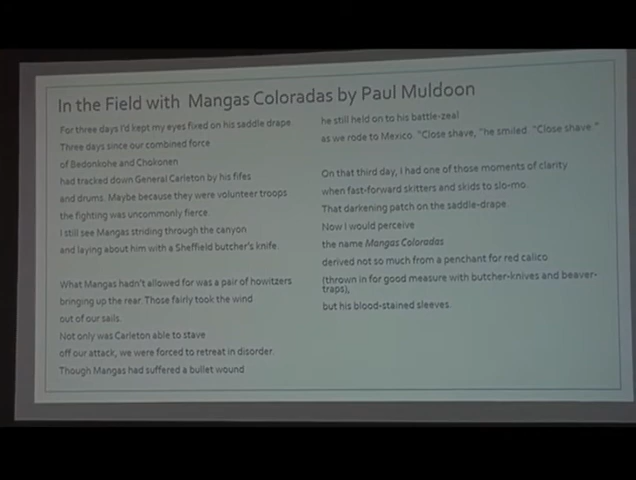 In the Field with Mangas Coloradas by Paul Muldoon
For three days I'd kept my eyes fixed on his saddle drape.
Three days since our combined force
of Bedonkohe and Chokonen
had tracked down General Carleton by his fifes
and drums. Maybe because they were volunteer troops
the fighting was uncommonly fierce.
I still see Mangas striding through the canyon
and laying about him with a Sheffield butcher's knife.
What Mangas hadn't allowed for was a pair of howitzers
bringing up the rear. Those fairly took the wind
out of our sails.
Not only was Carleton able to stave
off our attack, we were forced to retreat in disorder.
Though Mangas had suffered a bullet wound
he still held on to his battle-zeal
as we rode to Mexico. "Close shave, "he smiled. "Close shave."
On that third day, I had one of those moments of clarity
when fast-forward skitters and skids to slo-mo.
That darkening patch on the saddle-drape.
Now I would perceive
the name Mangas Coloradas
derived not so much from a penchant for red calico
(thrown in for good measure with butcher-knives and beaver-
traps),
but his blood-stained sleeves.